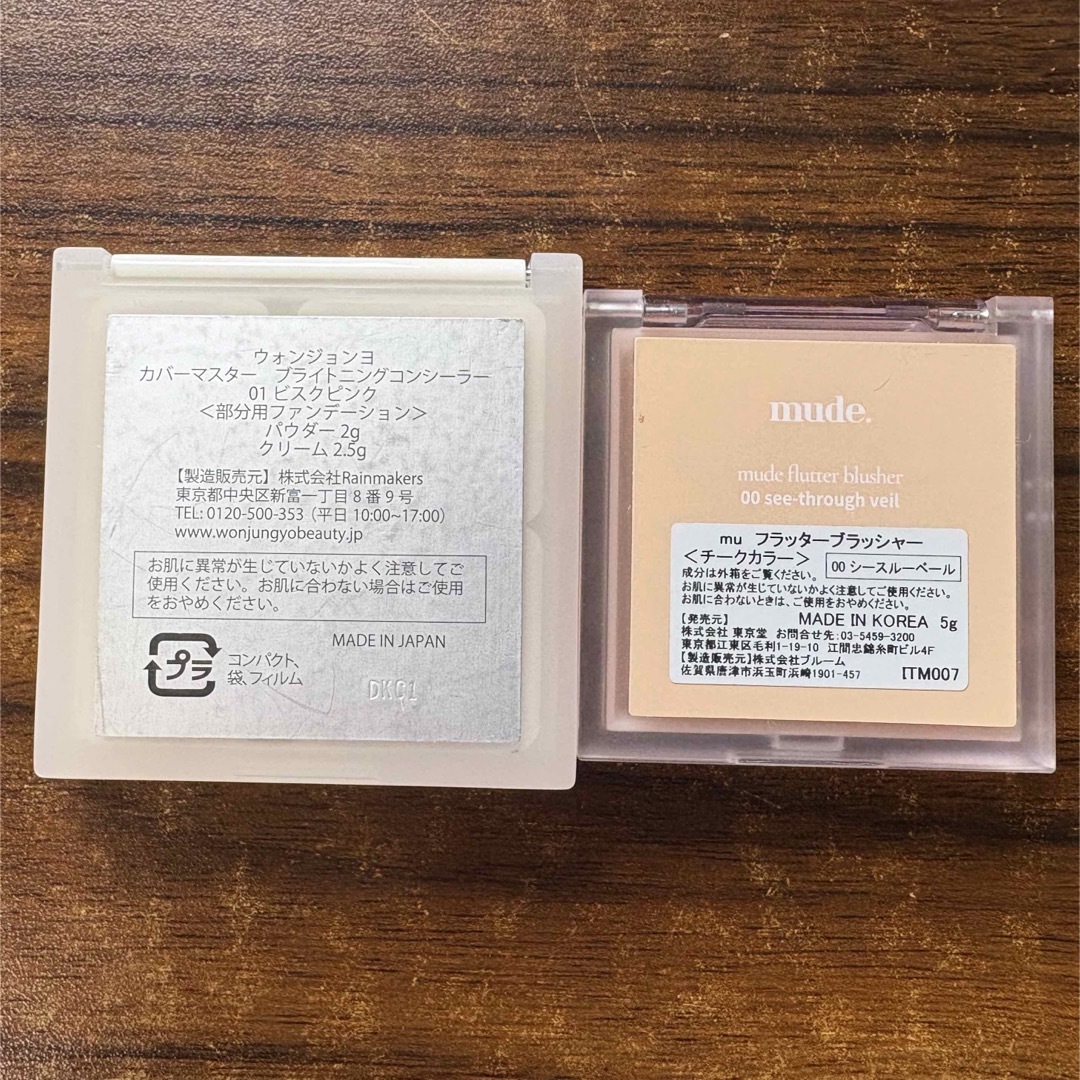 ウォンジョンヨ
カバーマスター　ブライトニングコンシーラー
01 ビスクピンク
＜部分用ファンデーション＞
パウダー 2g
クリーム 2.5g
【製造販売元】株式会社Rainmakers
東京都中央区新富一丁目8番9号
TEL: 0120-500-353（平日 10:00~17:00）
www.wonjungyobeauty.jp
お肌に異常が生じていないかよく注意してご
使用ください。お肌に合わない場合はご使用
をおやめください。
MADE IN JAPAN
プラ
コンパクト、
袋、フィルム
DK01
mude.
mude flutter blusher
00 see-through veil
mu　フラッターブラッシャー
＜チークカラー＞
00 シースルーベール
成分は外箱をご覧ください。
お肌に異常が生じていないかよく注意してご使用ください。
お肌に合わないときは、ご使用をおやめください。
MADE IN KOREA　5g
【発売元】
株式会社 東京堂　お問合せ先:03-5459-3200
東京都江東区毛利1-19-10　江間忠錦糸町ビル4F
【製造販売元】株式会社ブルーム
佐賀県唐津市浜玉町浜崎1901-457
ITM007